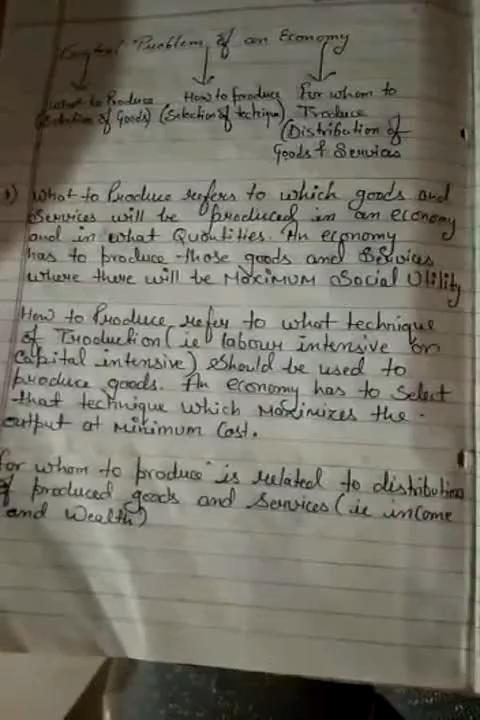 Central Problem of an Economy
What to Produce How to produce For whom to
(Selection of Goods) (Selection of technique) Produce
(Distribution of
Goods & Services
1) What to Produce refers to which goods and
Services will be produced in an economy
and in what Quantities. An economy
has to produce those goods and Services
where there will be Maximum Social Utility
How to Produce refer to what technique
of Production (ie labour intensive or
Capital intensive) should be used to
produce goods. An economy has to Select
that technique which Maximizes the
output at Minimum Cost.
for whom to produce is related to distribution
of produced goods and Services (ie income
and Wealth)